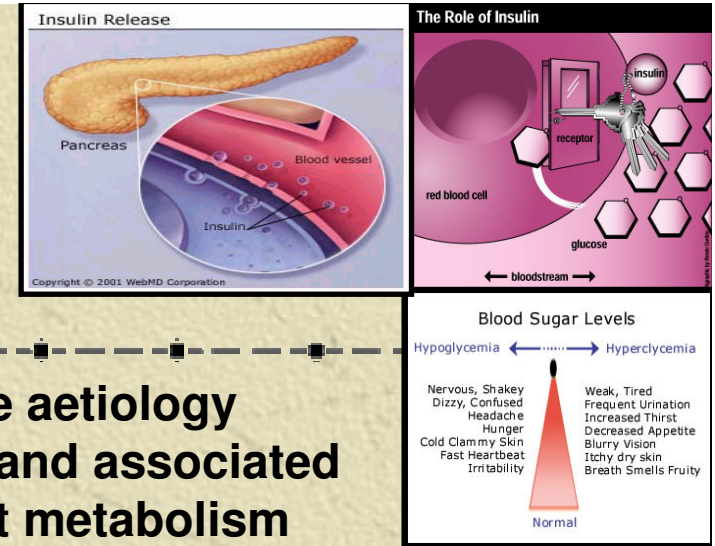 Insulin Release
Pancreas
Blood vessel
Insulin
Copyright © 2001 WebMD Corporation
The Role of Insulin
insulin
receptor
red blood cell
glucose
bloodstream
Blood Sugar Levels
Hypoglycemia
Hyperclycemia
Nervous, Shakey
Dizzy, Confused
Headache
Hunger
Cold Clammy Skin
Fast Heartbeat
Irritability
Weak, Tired
Frequent Urination
Increased Thirst
Decreased Appetite
Blurry Vision
Itchy dry skin
Breath Smells Fruity
Normal
e aetiology
and associated
t metabolism